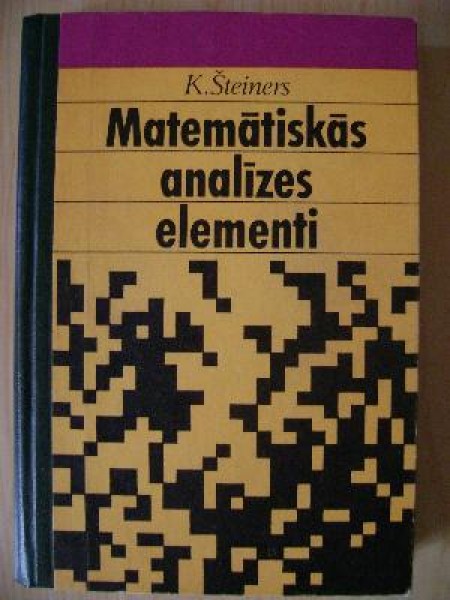 K.Šteiners
Matemātiskās
analīzes
elementi